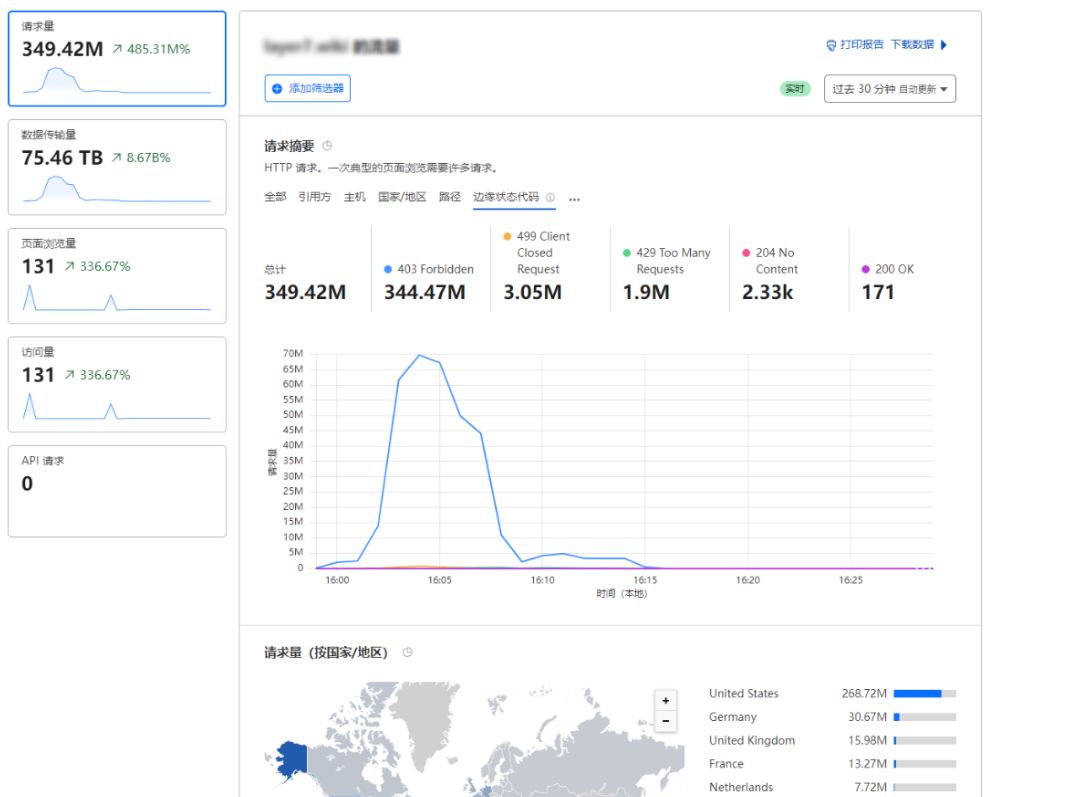 请求量
349.42M ↗ 485.31M%
数据传输量
75.46 TB ↗ 8.67B%
页面浏览量
131 ↗ 336.67%
访问量
131 ↗ 336.67%
API 请求
0
的流量
打印报告 下载数据
添加筛选器
实时
过去 30 分钟 自动更新
请求摘要
HTTP 请求。一次典型的页面浏览需要许多请求。
全部 引用方 主机 国家/地区 路径 边缘状态代码 ...
总计
349.42M
403 Forbidden
344.47M
499 Client
Closed
Request
3.05M
429 Too Many
Requests
1.9M
204 No
Content
2.33k
200 OK
171
70M
65M
60M
55M
50M
45M
40M
35M
30M
25M
20M
15M
10M
5M
0
请求量
16:00 16:05 16:10 16:15 16:20 16:25
时间（本地）
请求量（按国家/地区）
+
−
United States 268.72M
Germany 30.67M
United Kingdom 15.98M
France 13.27M
Netherlands 7.72M